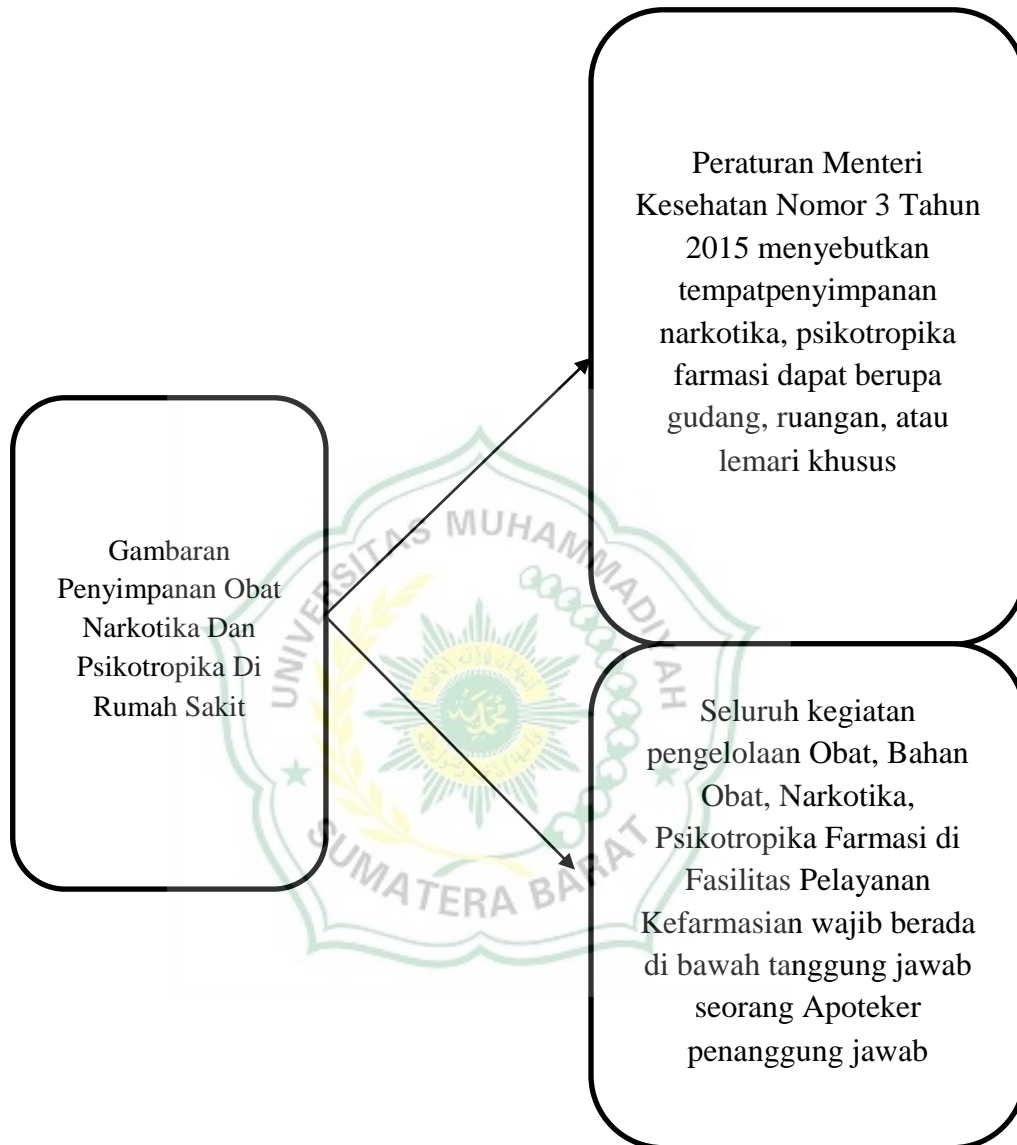 Peraturan Menteri
Kesehatan Nomor 3 Tahun
2015 menyebutkan
tempatpenyimpanan
narkotika, psikotropika
farmasi dapat berupa
gudang, ruangan, atau
lemari khusus
Gambaran
Penyimpanan Obat
Narkotika Dan
Psikotropika Di
Rumah Sakit
Seluruh kegiatan
pengelolaan Obat, Bahan
Obat, Narkotika,
Psikotropika Farmasi di
Fasilitas Pelayanan
Kefarmasian wajib berada
di bawah tanggung jawab
seorang Apoteker
penanggung jawab
UNIVERSITAS MUHAMMADIYAH
SUMATERA BARAT